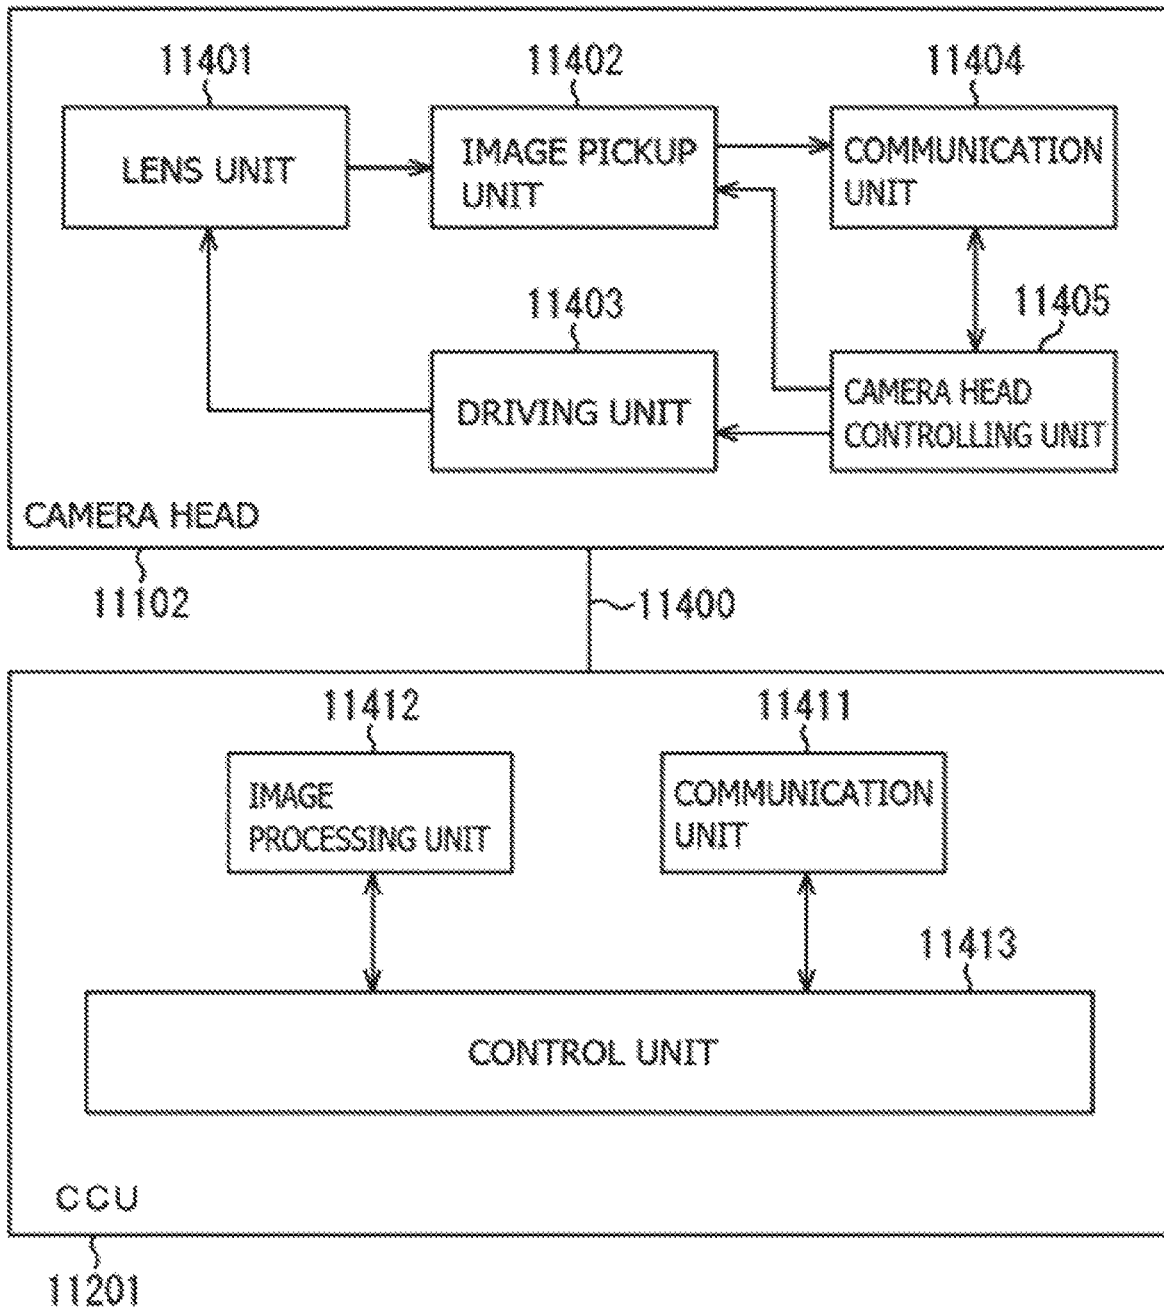 11401
11402
11404
LENS UNIT
IMAGE PICKUP
UNIT
COMMUNICATION
UNIT
11403
11405
DRIVING UNIT
CAMERA HEAD
CONTROLLING UNIT
CAMERA HEAD
11102
11400
11412
11411
IMAGE
PROCESSING UNIT
COMMUNICATION
UNIT
11413
CONTROL UNIT
CCU
11201